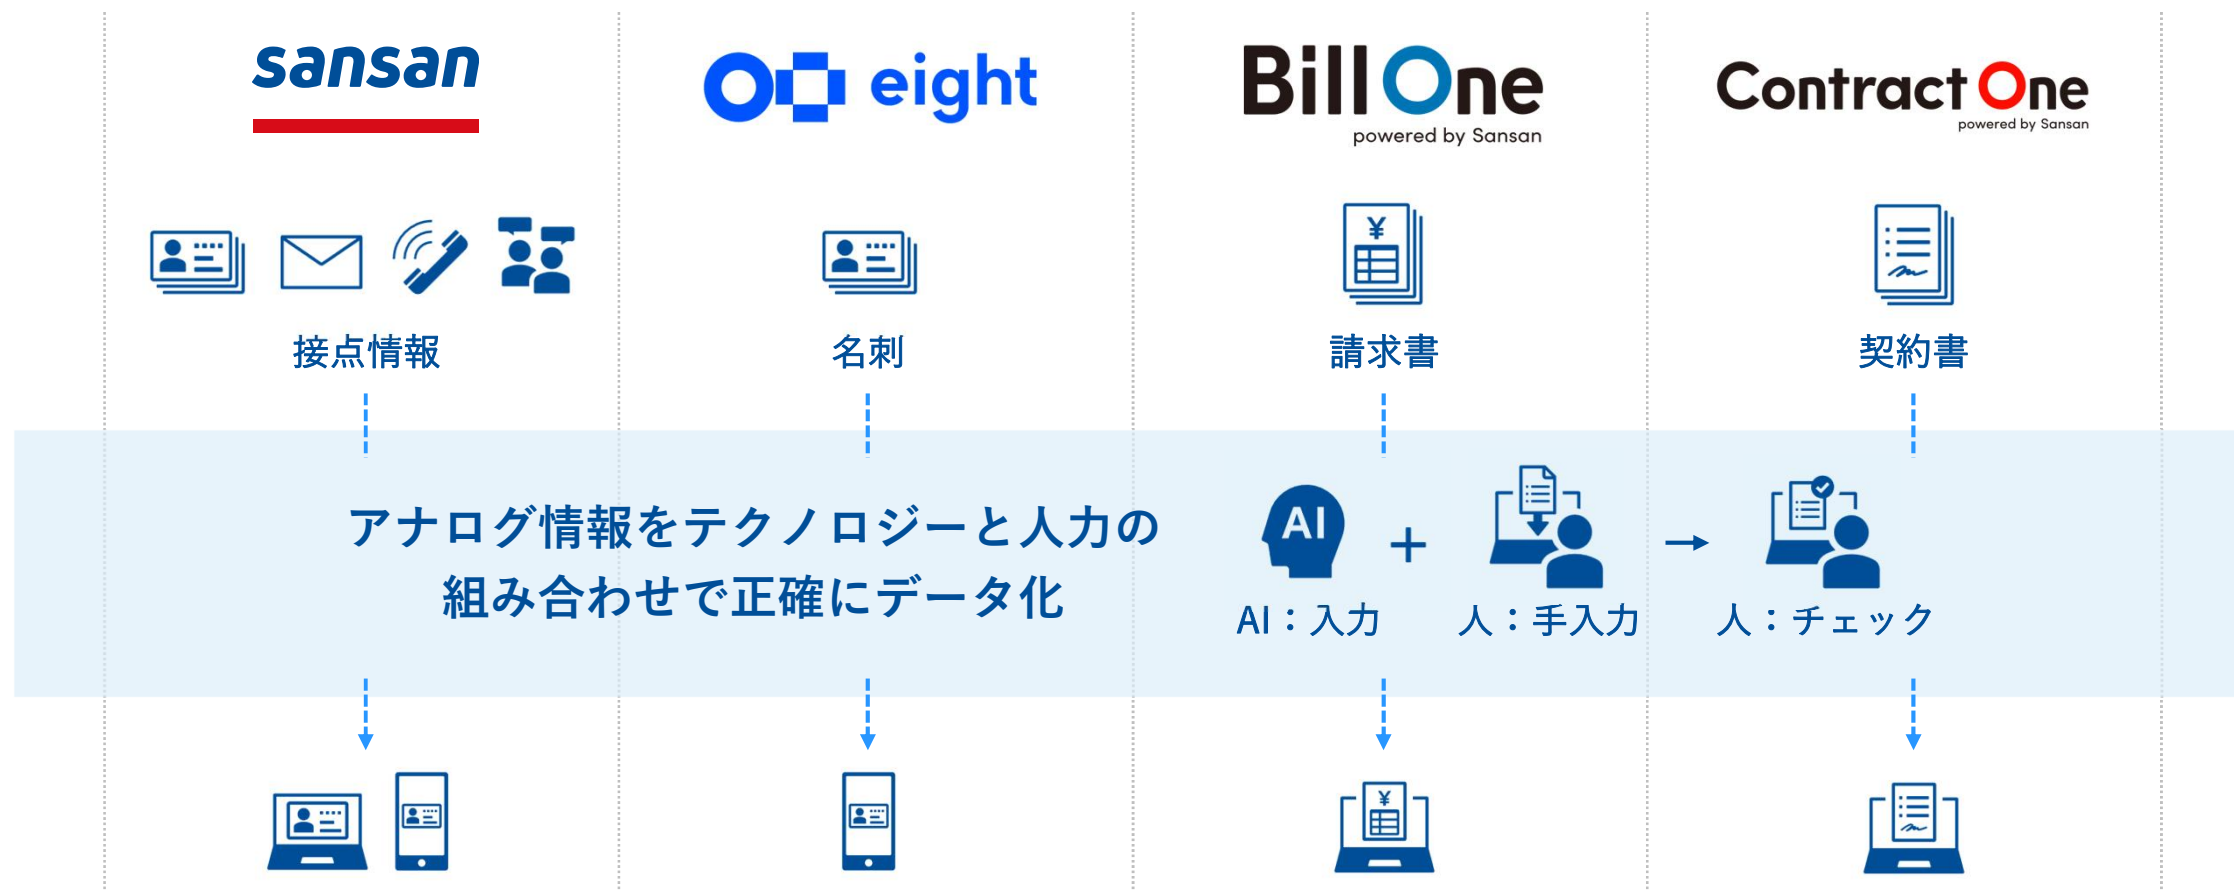 sansan
eight
Bill One
powered by Sansan
Contract One
powered by Sansan
¥
接点情報
名刺
請求書
契約書
アナログ情報をテクノロジーと人力の
組み合わせで正確にデータ化
AI
+
→
AI：入力
人：手入力
人：チェック
¥